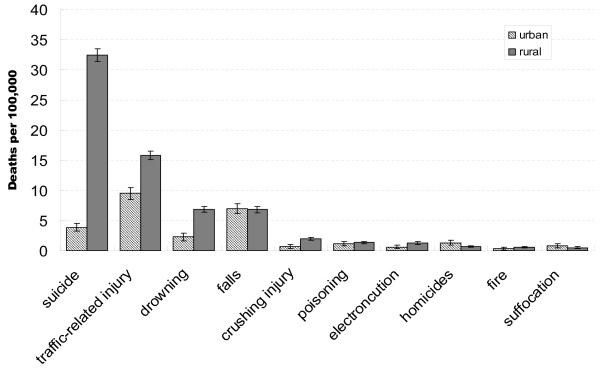 40
35
30
25
20
15
10
5
0
Deaths per 100,000
urban
rural
suicide
traffic-related injury
drowning
falls
crushing injury
poisoning
electroncution
homicides
fire
suffocation